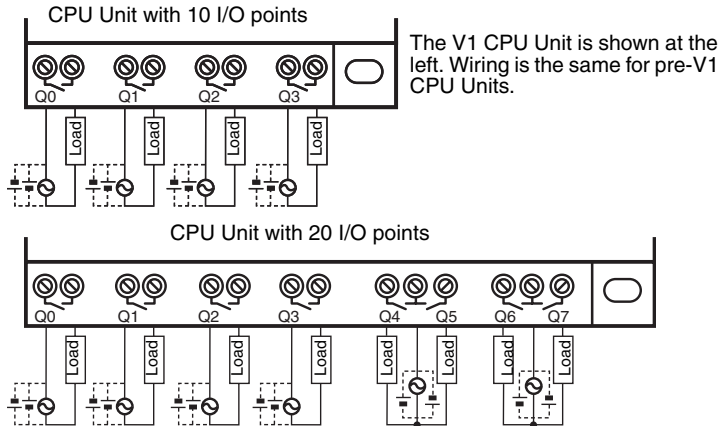 CPU Unit with 10 I/O points
The V1 CPU Unit is shown at the
left. Wiring is the same for pre-V1
CPU Units.
Q0 Q1 Q2 Q3
Load Load Load Load
CPU Unit with 20 I/O points
Q0 Q1 Q2 Q3 Q4 Q5 Q6 Q7
Load Load Load Load Load Load Load Load